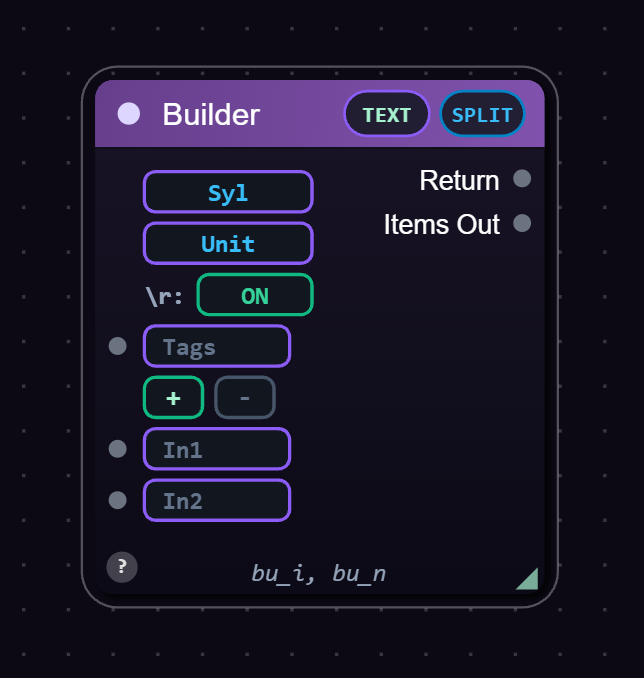 Builder TEXT SPLIT
Syl
Return
Unit
Items Out
\r: ON
Tags
+ -
In1
In2
?
bu_i, bu_n